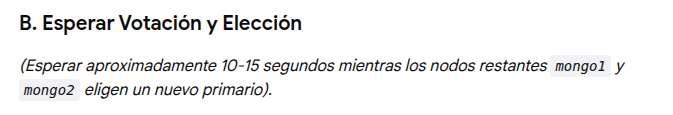 B. Esperar Votación y Elección
(Esperar aproximadamente 10-15 segundos mientras los nodos restantes mongo1 y
mongo2 eligen un nuevo primario).